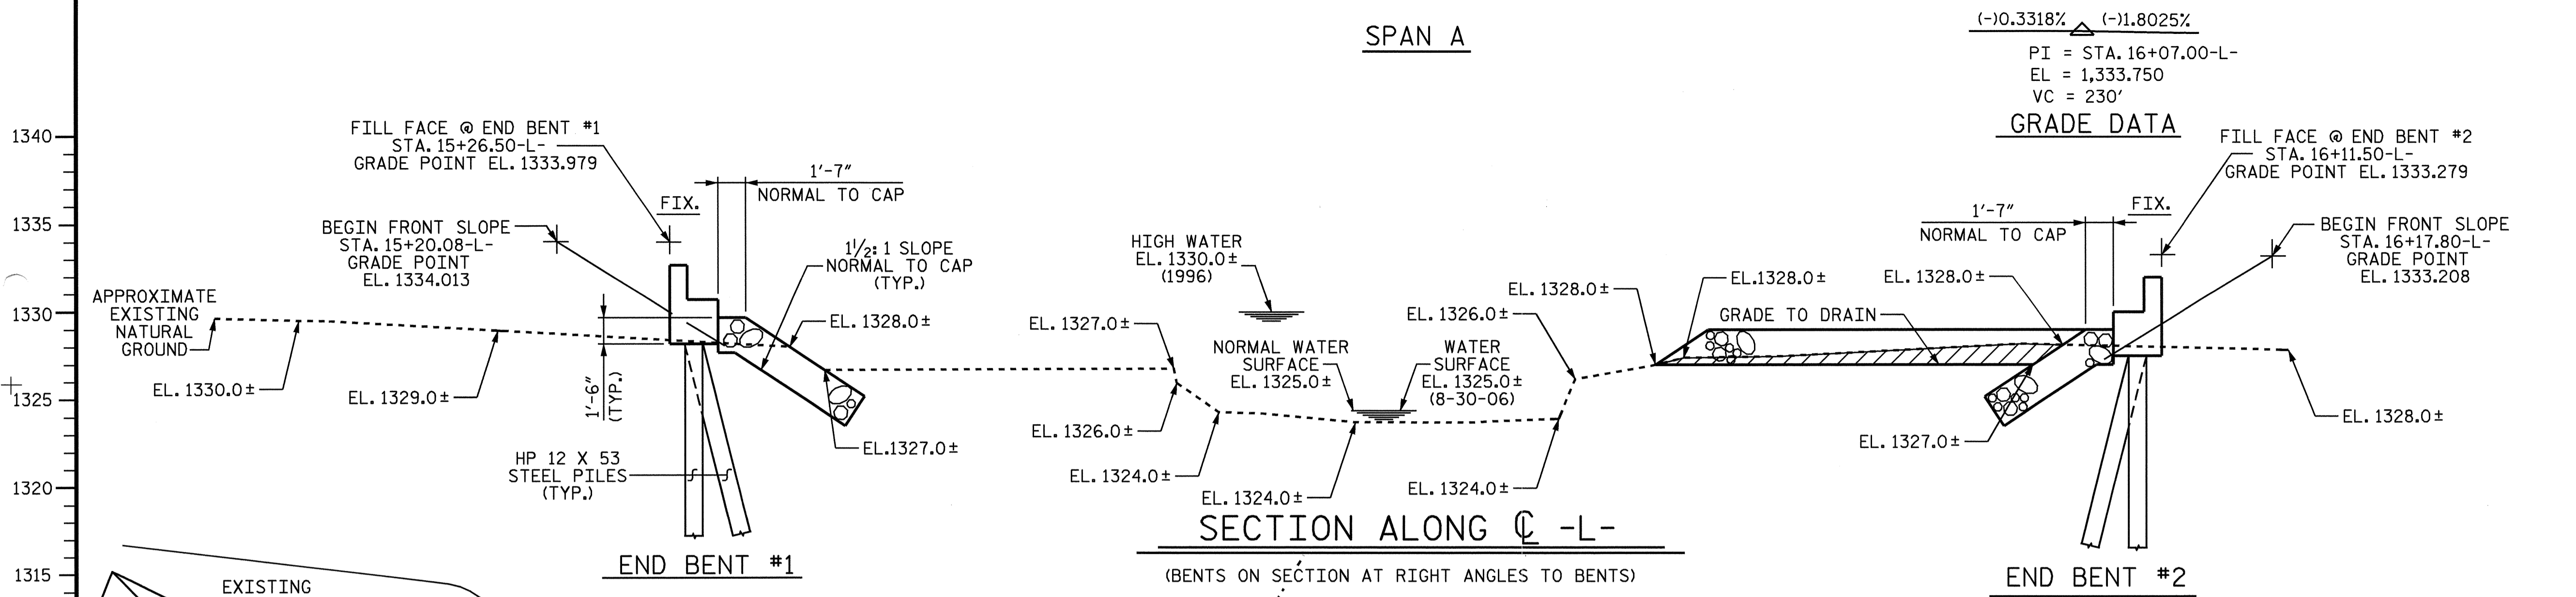 SPAN A
(-)0.3318% (-)1.8025%
PI = STA. 16+07.00-L-
EL = 1,333.750
VC = 230'
GRADE DATA
1340
1335
1330
1325
1320
1315
FILL FACE @ END BENT #1
STA. 15+26.50-L-
GRADE POINT EL. 1333.979
BEGIN FRONT SLOPE
STA. 15+20.08-L-
GRADE POINT
EL. 1334.013
APPROXIMATE
EXISTING
NATURAL
GROUND
EL. 1330.0±
EL. 1329.0±
FIX.
1'-7"
NORMAL TO CAP
1½:1 SLOPE
NORMAL TO CAP
(TYP.)
EL. 1328.0±
1'-6"
(TYP.)
EL.1327.0±
HP 12 X 53
STEEL PILES
(TYP.)
END BENT #1
EXISTING
HIGH WATER
EL. 1330.0±
(1996)
EL. 1327.0±
NORMAL WATER
SURFACE
EL. 1325.0±
WATER
SURFACE
EL. 1325.0±
(8-30-06)
EL. 1326.0±
EL. 1324.0±
EL. 1324.0±
EL. 1324.0±
EL. 1326.0±
EL. 1328.0±
EL.1328.0±
EL. 1328.0±
GRADE TO DRAIN
1'-7"
NORMAL TO CAP
FIX.
FILL FACE @ END BENT #2
STA. 16+11.50-L-
GRADE POINT EL. 1333.279
BEGIN FRONT SLOPE
STA. 16+17.80-L-
GRADE POINT
EL. 1333.208
EL. 1328.0±
EL. 1327.0±
SECTION ALONG ℄ -L-
(BENTS ON SECTION AT RIGHT ANGLES TO BENTS)
END BENT #2